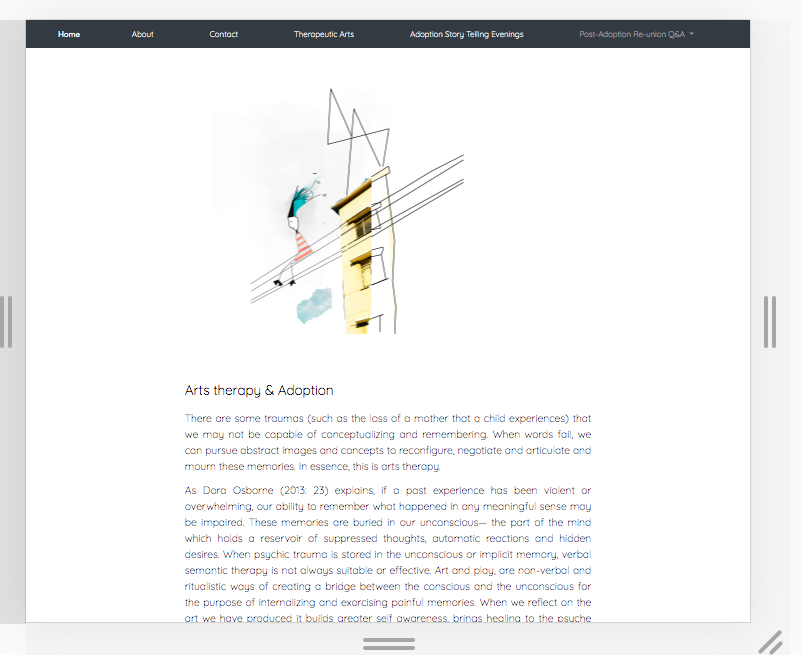 Home About Contact Therapeutic Arts Adoption Story Telling Evenings Post-Adoption Re-union Q&A
Arts therapy & Adoption
There are some traumas (such as the loss of a mother that a child experiences) that
we may not be capable of conceptualizing and remembering. When words fail, we
can pursue abstract images and concepts to reconfigure, negotiate and articulate and
mourn these memories. In essence, this is arts therapy.
As Dora Osborne (2013: 23) explains, if a past experience has been violent or
overwhelming, our ability to remember what happened in any meaningful sense may
be impaired. These memories are buried in our unconscious— the part of the mind
which holds a reservoir of suppressed thoughts, automatic reactions and hidden
desires. When psychic trauma is stored in the unconscious or implicit memory, verbal
semantic therapy is not always suitable or effective. Art and play, are non-verbal and
ritualistic ways of creating a bridge between the conscious and the unconscious for
the purpose of internalizing and exorcising painful memories. When we reflect on the
art we have produced it builds greater self awareness, brings healing to the psyche